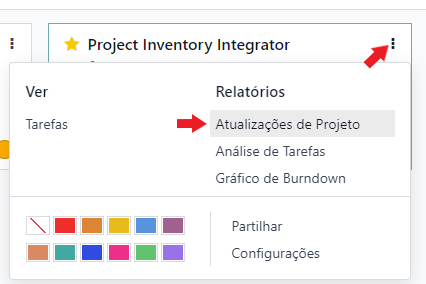 Project Inventory Integrator
Ver
Relatórios
Tarefas
Atualizações de Projeto
Análise de Tarefas
Gráfico de Burndown
Partilhar
Configurações